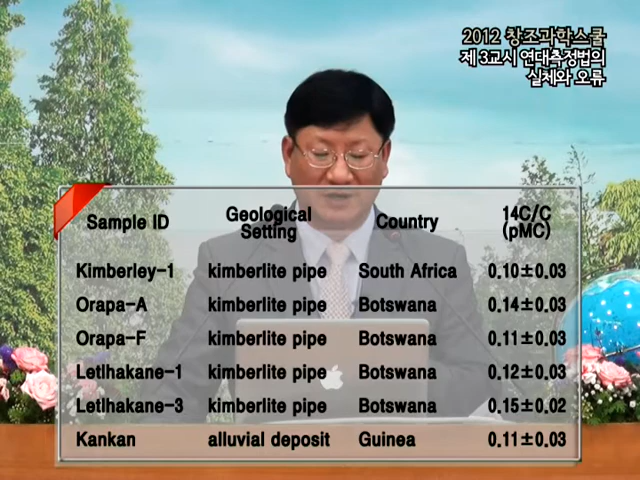 2012 창조과학스쿨
제 3교시 연대측정법의
실제와 오류
Sample ID Geological Setting Country 14C/C (pMC)
Kimberley-1 kimberlite pipe South Africa 0.10±0.03
Orapa-A kimberlite pipe Botswana 0.14±0.03
Orapa-F kimberlite pipe Botswana 0.11±0.03
Letlhakane-1 kimberlite pipe Botswana 0.12±0.03
Letlhakane-3 kimberlite pipe Botswana 0.15±0.02
Kankan alluvial deposit Guinea 0.11±0.03